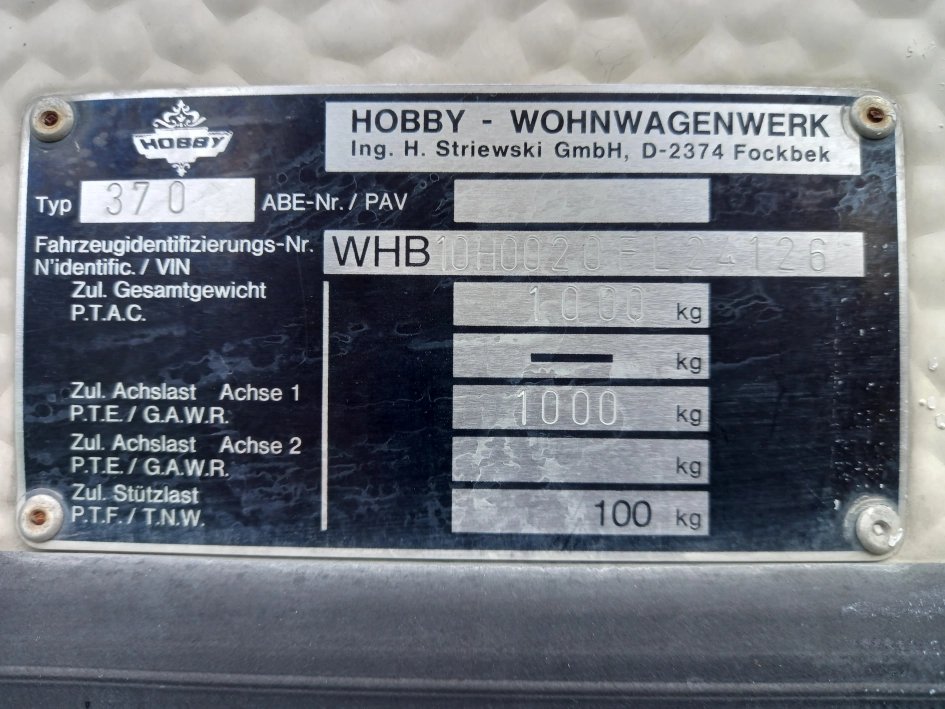 HOBBY
HOBBY - WOHNWAGENWERK
Ing. H. Striewski GmbH, D-2374 Fockbek
Typ 370 ABE-Nr. / PAV
Fahrzeugidentifizierungs-Nr.
N'identific. / VIN
WHB10H0020FL24126
Zul. Gesamtgewicht
P.T.A.C.
1000 kg
— kg
Zul. Achslast Achse 1
P.T.E. / G.A.W.R.
1000 kg
Zul. Achslast Achse 2
P.T.E. / G.A.W.R.
kg
Zul. Stützlast
P.T.F. / T.N.W.
100 kg